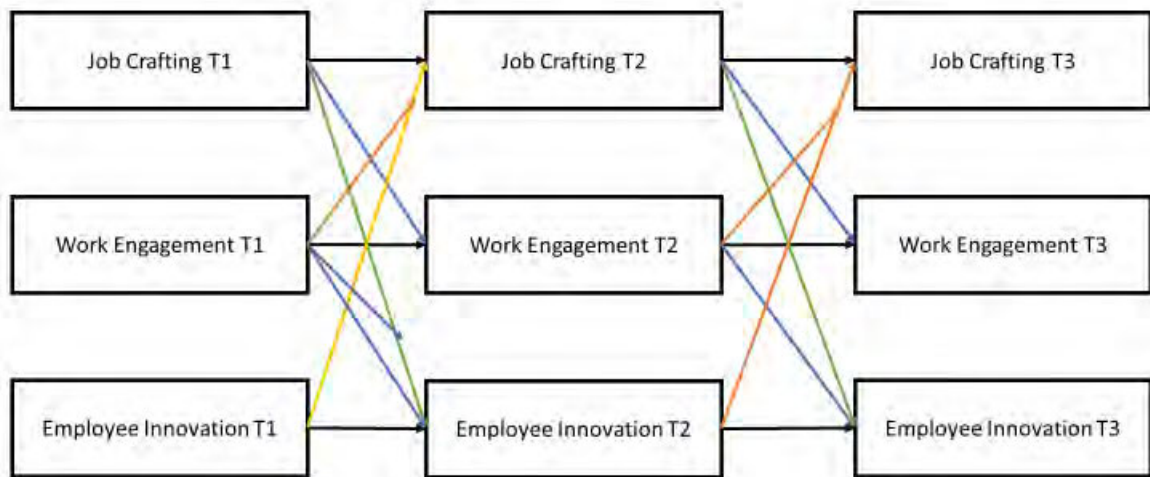 Job Crafting T1
Job Crafting T2
Job Crafting T3
Work Engagement T1
Work Engagement T2
Work Engagement T3
Employee Innovation T1
Employee Innovation T2
Employee Innovation T3